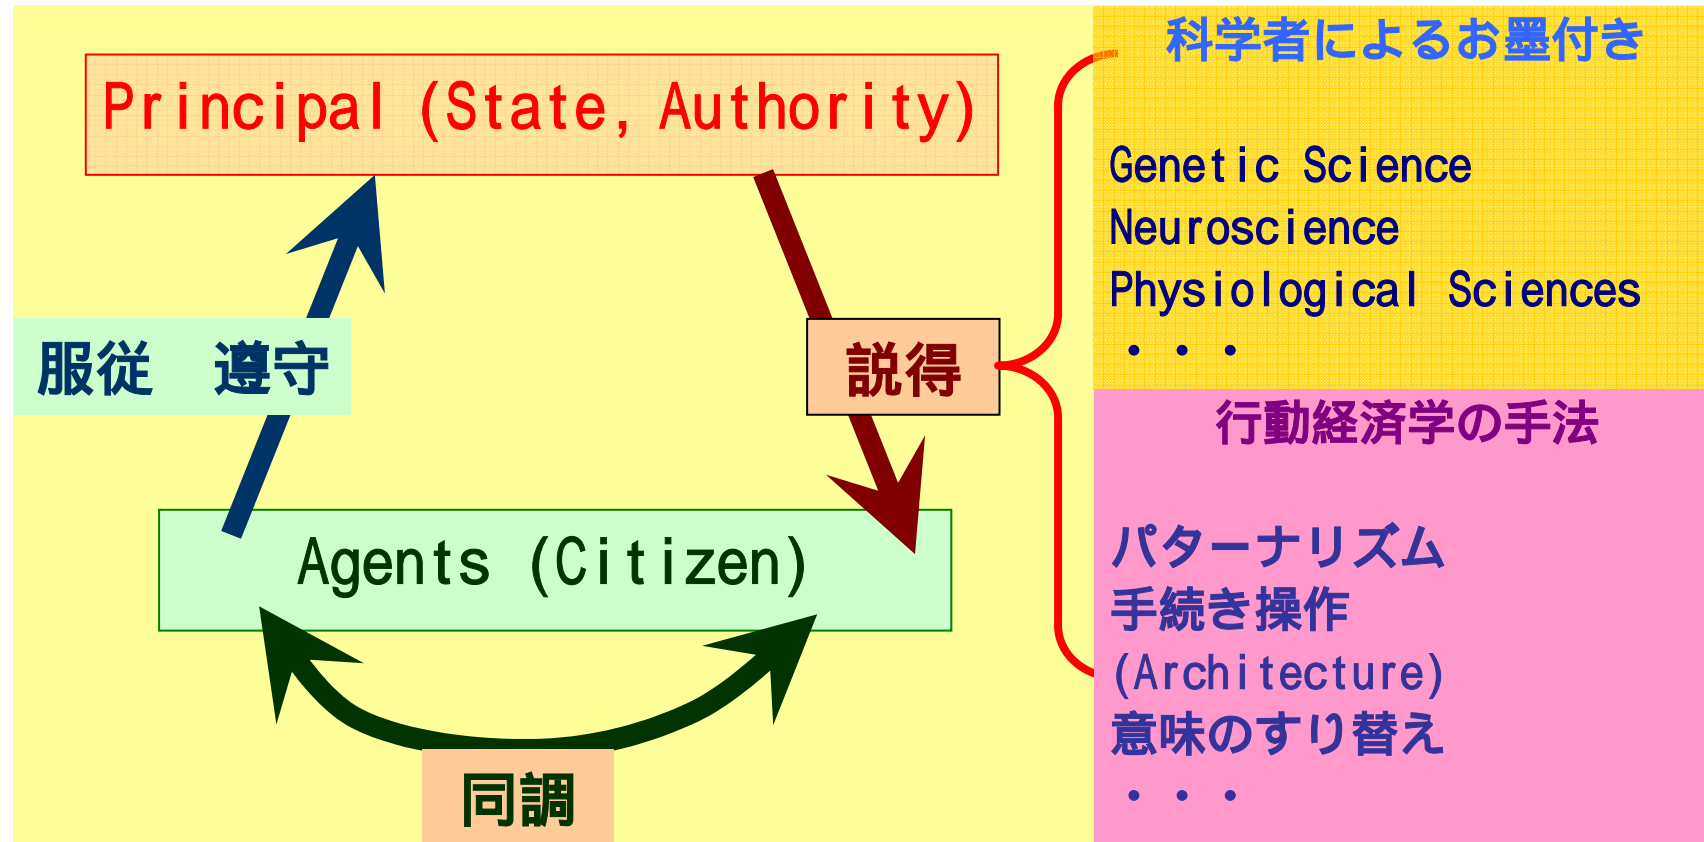 Principal (State, Authority)
服従　遵守
説得
Agents (Citizen)
同調
科学者によるお墨付き
Genetic Science
Neuroscience
Physiological Sciences
・・・
行動経済学の手法
パターナリズム
手続き操作
(Architecture)
意味のすり替え
・・・